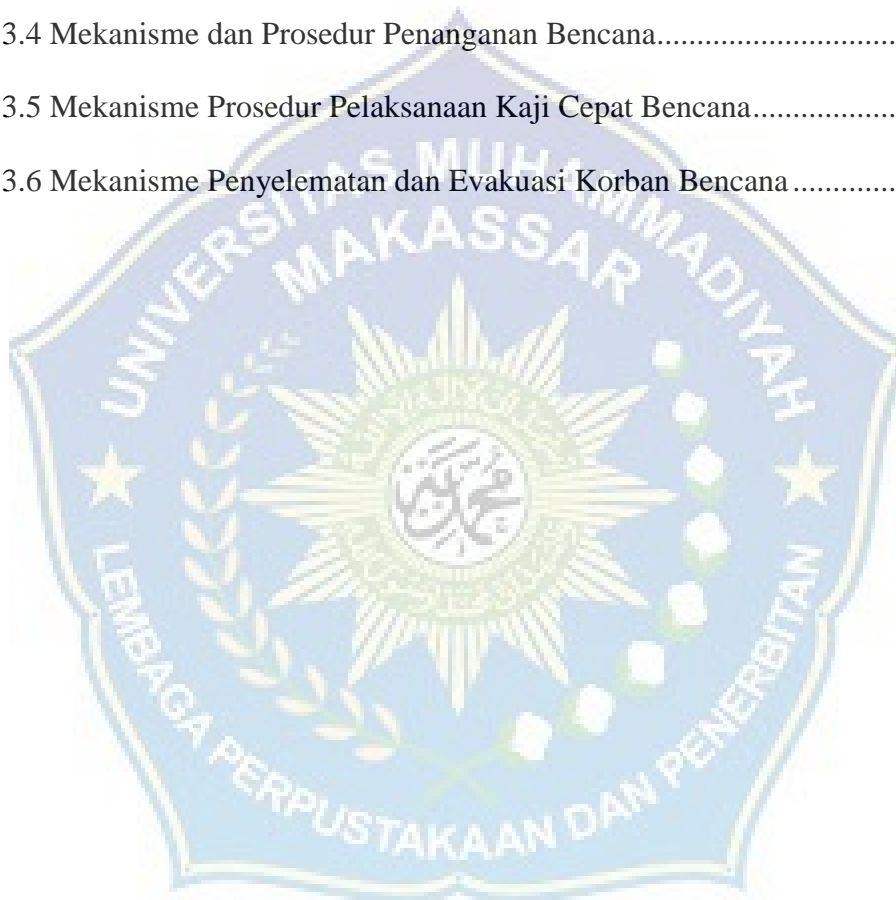 3.4 Mekanisme dan Prosedur Penanganan Bencana............................
3.5 Mekanisme Prosedur Pelaksanaan Kaji Cepat Bencana.................
3.6 Mekanisme Penyelematan dan Evakuasi Korban Bencana.............
UNIVERSITAS MUHAMMADIYAH
MAKASSAR
LEMBAGA PERPUSTAKAAN DAN PENERBITAN